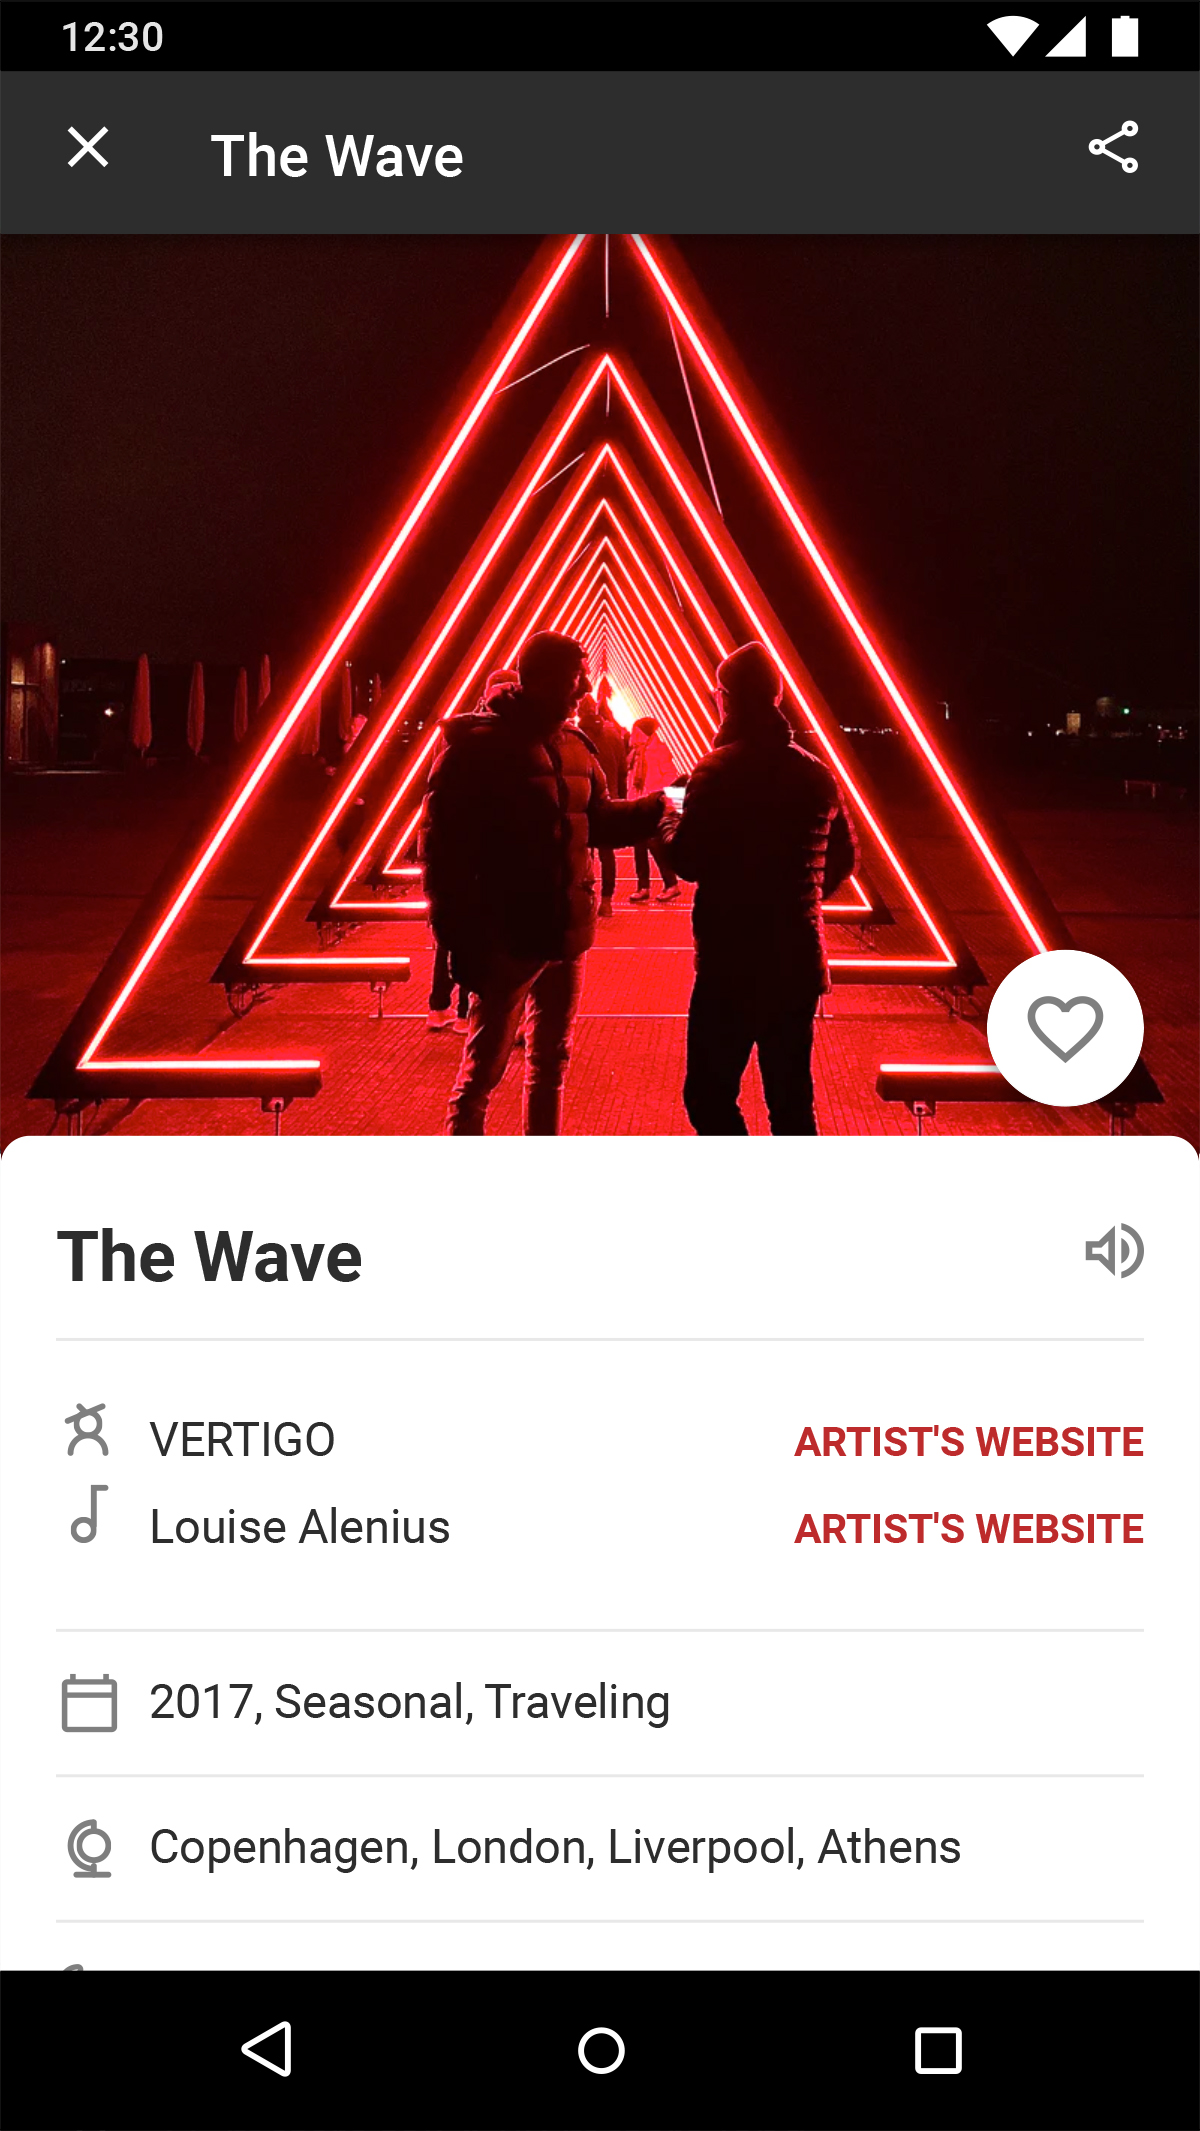 12:30
The Wave
The Wave
VERTIGO
ARTIST'S WEBSITE
Louise Alenius
ARTIST'S WEBSITE
2017, Seasonal, Traveling
Copenhagen, London, Liverpool, Athens